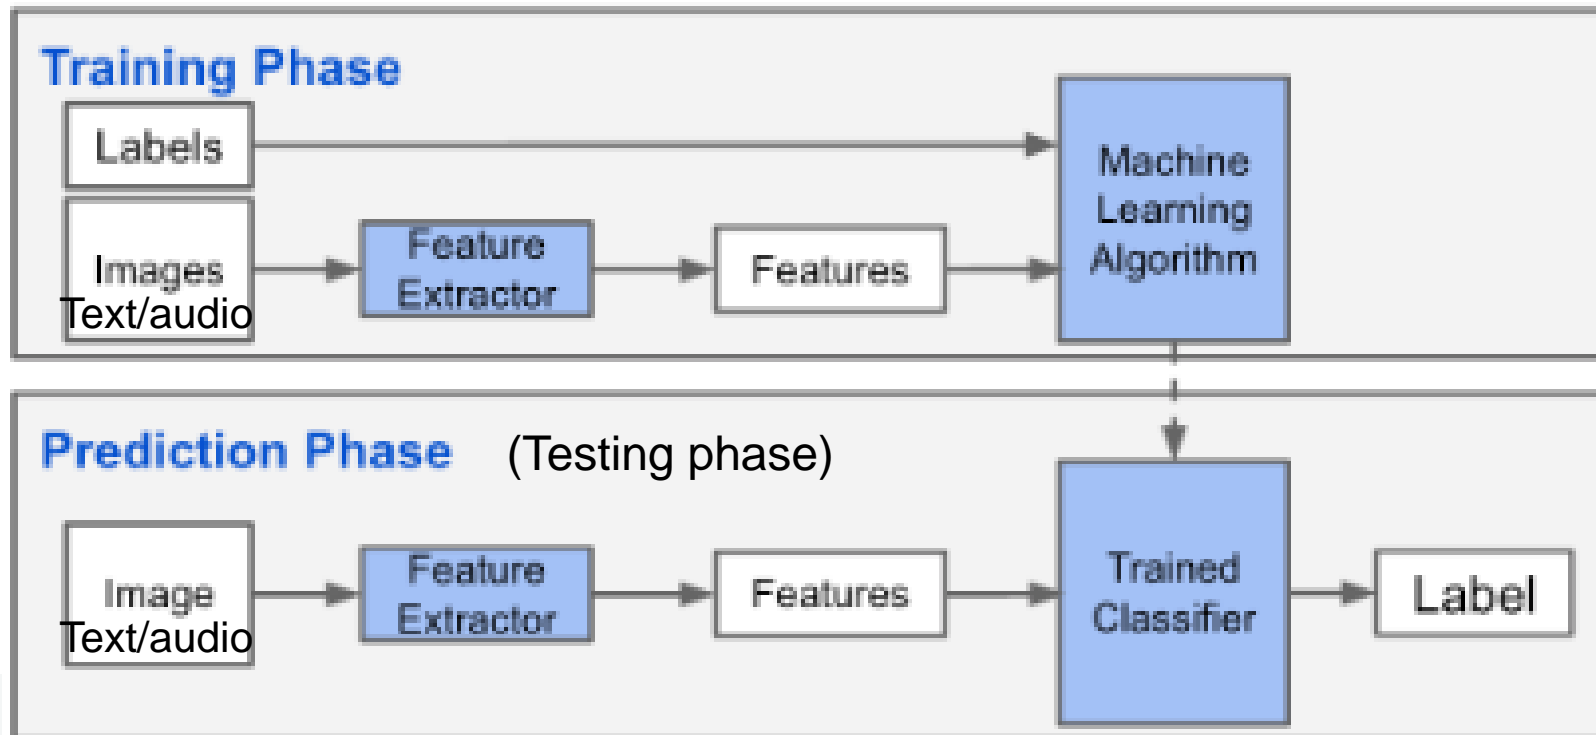 Training Phase
Labels
Images
Text/audio
Feature
Extractor
Features
Machine
Learning
Algorithm
Prediction Phase (Testing phase)
Image
Text/audio
Feature
Extractor
Features
Trained
Classifier
Label